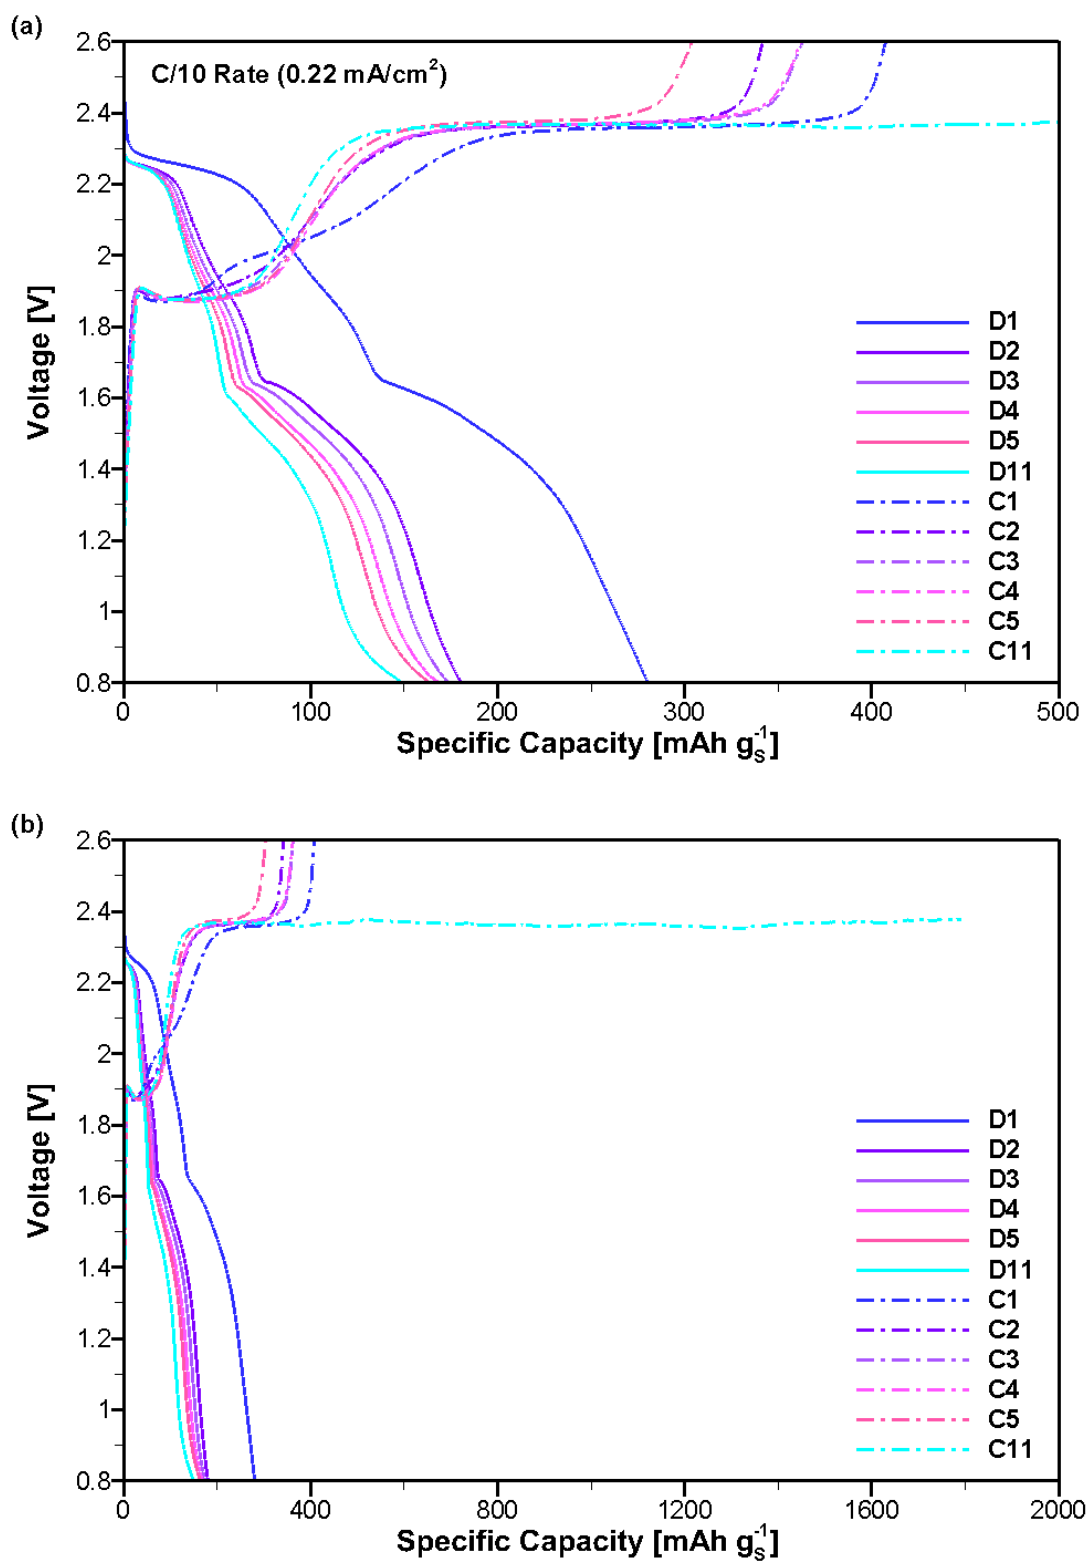 (a)
C/10 Rate (0.22 mA/cm²)
Voltage [V]
2.6
2.4
2.2
2
1.8
1.6
1.4
1.2
1
0.8
0
100
200
300
400
500
Specific Capacity [mAh gₛ⁻¹]
D1
D2
D3
D4
D5
D11
C1
C2
C3
C4
C5
C11
(b)
Voltage [V]
2.6
2.4
2.2
2
1.8
1.6
1.4
1.2
1
0.8
0
400
800
1200
1600
2000
Specific Capacity [mAh gₛ⁻¹]
D1
D2
D3
D4
D5
D11
C1
C2
C3
C4
C5
C11